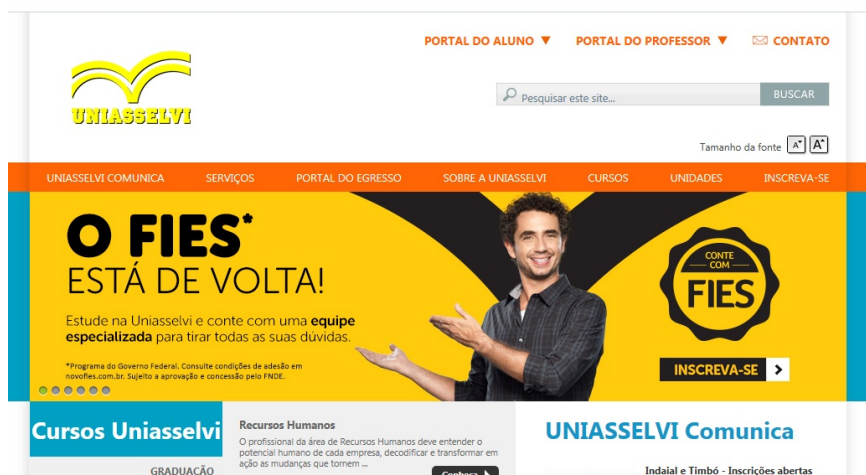 PORTAL DO ALUNO ▼ PORTAL DO PROFESSOR ▼ CONTATO
UNIASSELVI
Pesquisar este site... BUSCAR
Tamanho da fonte A A
UNIASSELVI COMUNICA SERVIÇOS PORTAL DO EGRESSO SOBRE A UNIASSELVI CURSOS UNIDADES INSCREVA-SE
O FIES*
ESTÁ DE VOLTA!
Estude na Uniasselvi e conte com uma equipe
especializada para tirar todas as suas dúvidas.
*Programa do Governo Federal. Consulte condições de adesão em
novofies.com.br. Sujeito a aprovação e concessão pelo FNDE.
CONTE
COM
FIES
INSCREVA-SE
Cursos Uniasselvi
GRADUAÇÃO
Recursos Humanos
O profissional da área de Recursos Humanos deve entender o
potencial humano de cada empresa, decodificar e transformar em
ação as mudanças que tornem ...
Conheça
UNIASSELVI Comunica
Indaial e Timbó - Inscrições abertas